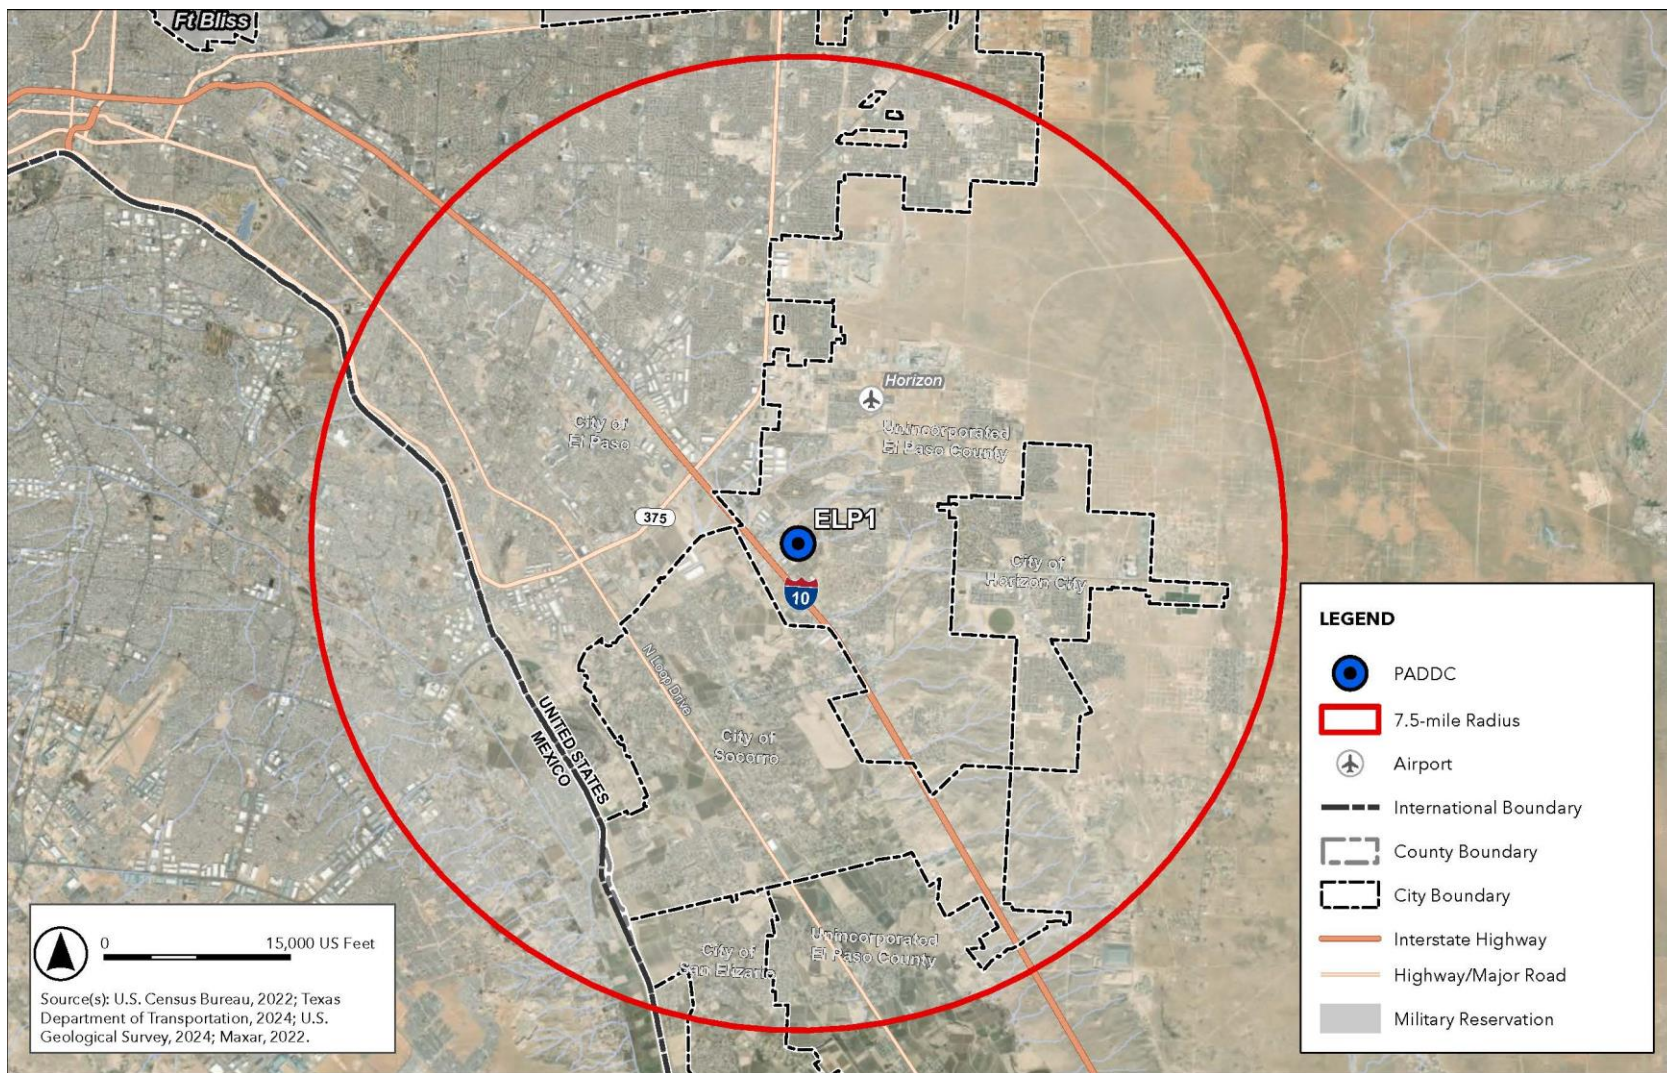 Ft Bliss
Horizon
City of
El Paso
Unincorporated
El Paso County
375
ELP1
City of
Horizon City
10
N Loop Drive
UNITED STATES
MEXICO
City of
Socorro
Unincorporated
El Paso County
City of
San Elizario
0 15,000 US Feet
Source(s): U.S. Census Bureau, 2022; Texas
Department of Transportation, 2024; U.S.
Geological Survey, 2024; Maxar, 2022.
LEGEND
PADDC
7.5-mile Radius
Airport
International Boundary
County Boundary
City Boundary
Interstate Highway
Highway/Major Road
Military Reservation